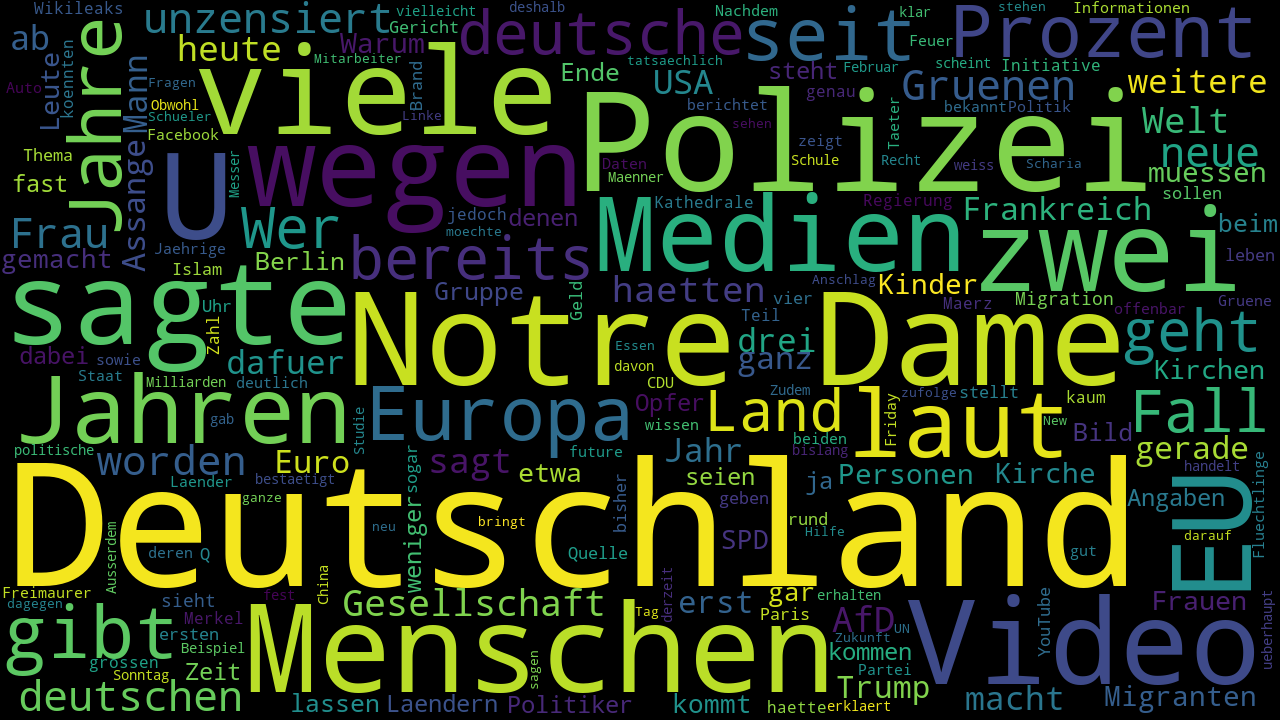 Wikileaks
unzensiert
vielleicht
deshalb
Nachdem
klar
stehen
Informationen
ab
Leute
koennten
Jahre
heute
Warum
Gericht
deutsche
seit
Feuer
Prozent
Mitarbeiter
viele
Brand
Linke
Ende
tatsaechlich
USA
steht
Februar
scheint
Initiative
Auto
Mann
Fragen
Obwohl
Schueler
Facebook
berichtet
genau
Gruenen
bekannt
Politik
weitere
Thema
fast
Assange
U
Messer
wegen
Polizei
sehen
zeigt
Taeter
Welt
neue
Daten
Maenner
Schule
Recht
weiss
Scharia
muessen
sollen
Frau
gemacht
Jaehrige
Wer
jedoch
moechte
denen
Kathedrale
Medien
Regierung
Frankreich
beim
zwei
leben
Islam
Berlin
bereits
Anschlag
sagte
Uhr
Zahl
Gruppe
Geld
haetten
vier
Kinder
Maerz
Migration
offenbar
Gruene
Notre
Teil
Dame
geht
dabei
sowie
dafuer
Essen
drei
ganz
davon
Staat
Milliarden
deutlich
CDU
Zudem
zufolge
stellt
kaum
Kirchen
Jahren
gab
Studie
Europa
Opfer
wissen
Land
laut
Friday
New
Fall
politische
beiden
bislang
Bild
gerade
worden
Euro
sagt
sogar
etwa
future
Jahr
seien
ja
Personen
Kirche
handelt
Laender
bestaetigt
ganze
weniger
bisher
geben
Angaben
EU
Fluechtlinge
Deutschland
neu
bringt
rund
SPD
Hilfe
darauf
Ausserdem
deren
Q
Quelle
gut
Freimaurer
dagegen
sieht
fest
China
Gesellschaft
derzeit
erst
gar
erhalten
Frauen
gibt
Merkel
ersten
Beispiel
Menschen
Tag
Paris
AfD
UN
Zukunft
Video
YouTube
ueberhaupt
grossen
Sonntag
Zeit
sagen
kommen
Partei
deutschen
lassen
Laendern
Politiker
kommt
haette
Trump
erklaert
macht
Migranten